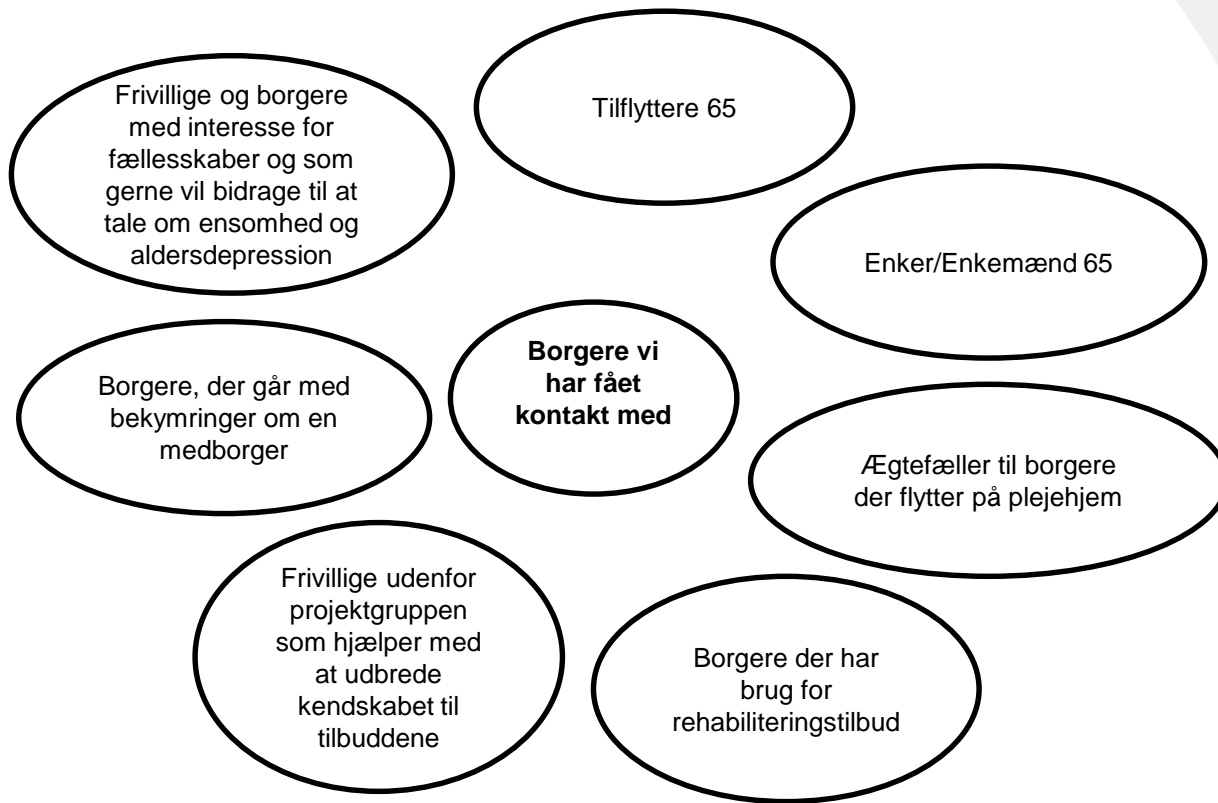 Frivillige og borgere
med interesse for
fællesskaber og som
gerne vil bidrage til at
tale om ensomhed og
aldersdepression
Tilflyttere 65
Enker/Enkemænd 65
Borgere vi
har fået
kontakt med
Borgere, der går med
bekymringer om en
medborger
Ægtefæller til borgere
der flytter på plejehjem
Frivillige udenfor
projektgruppen
som hjælper med
at udbrede
kendskabet til
tilbuddene
Borgere der har
brug for
rehabiliteringstilbud